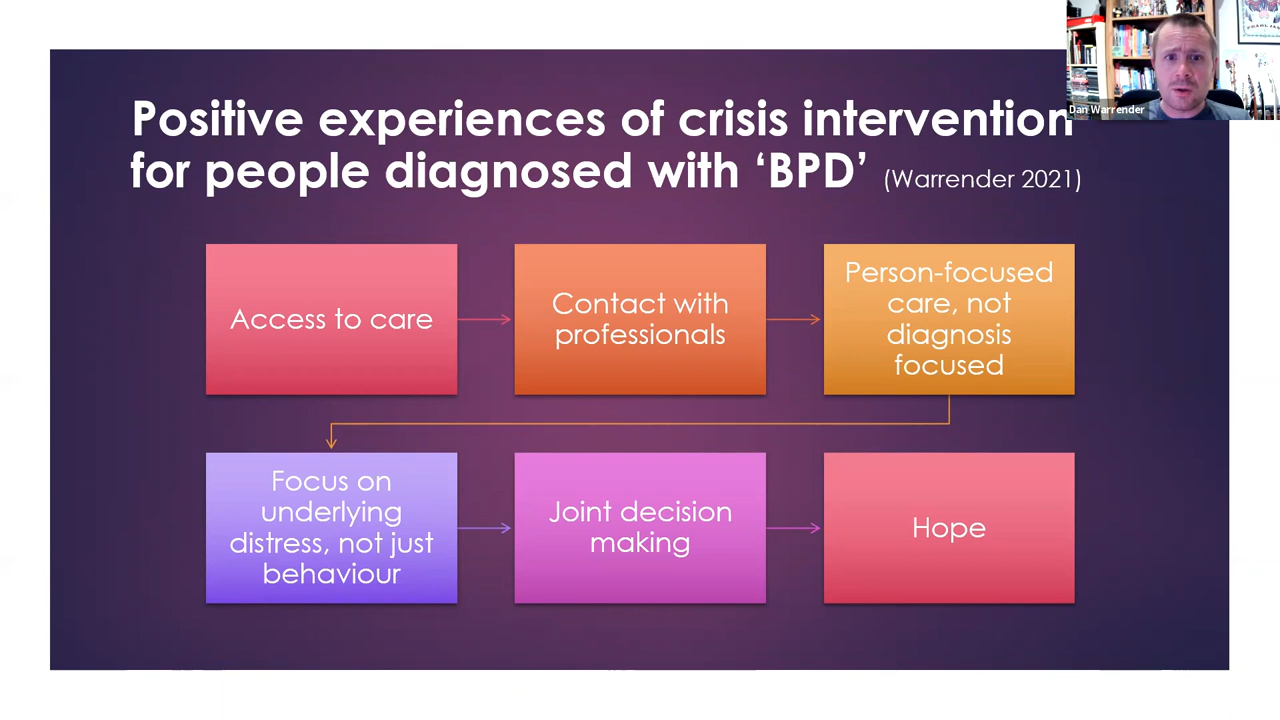 Positive experiences of crisis intervention
for people diagnosed with ‘BPD’ (Warrender 2021)
Dan Warrender
Access to care
Contact with
professionals
Person-focused
care, not
diagnosis
focused
Focus on
underlying
distress, not just
behaviour
Joint decision
making
Hope